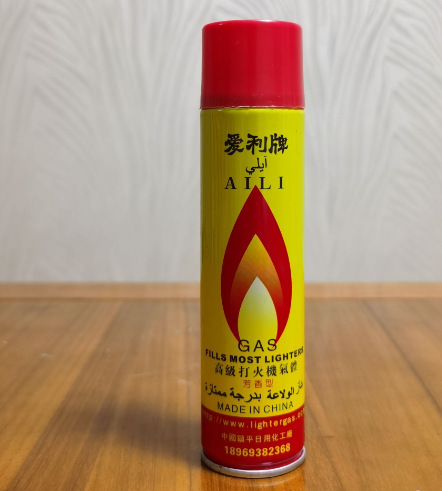 爱利牌
أيلي
AILI
GAS
FILLS MOST LIGHTERS
高級打火機氣體
芳香型
غاز الولاعة بدرجة ممتازة
MADE IN CHINA
http://www.lightergas.c
中國鎮平日用化工廠
18969382368